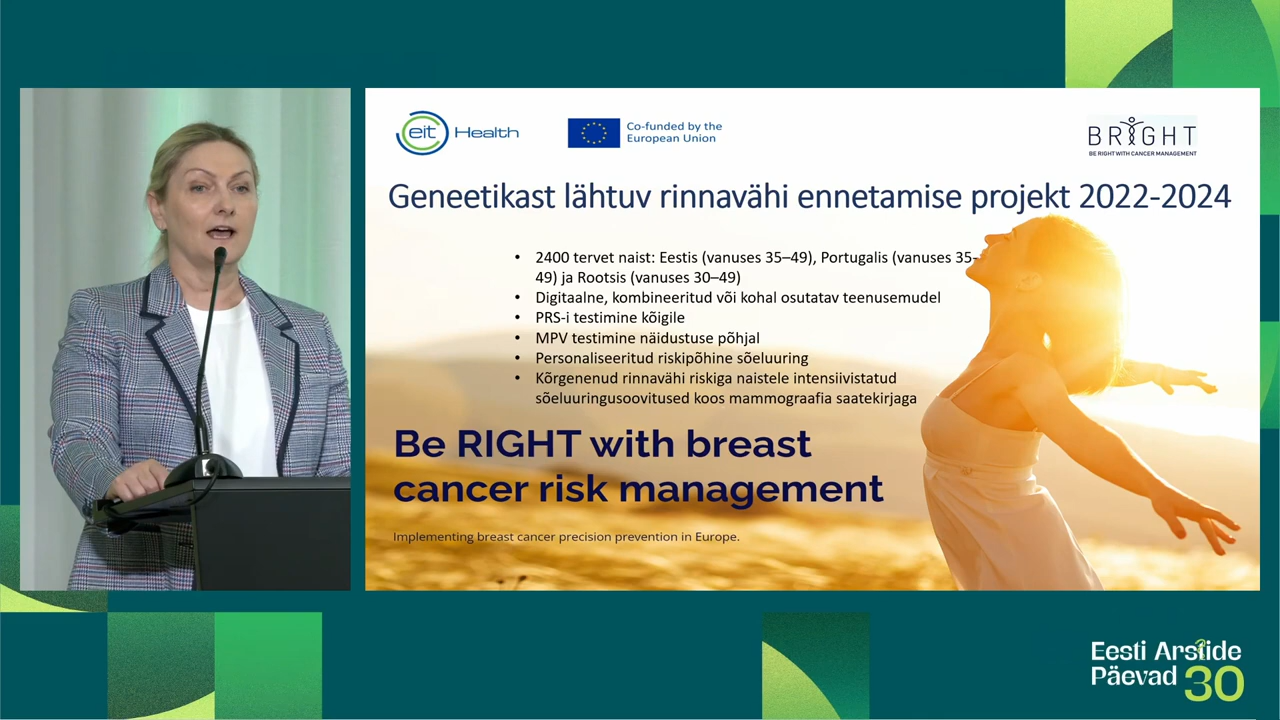 eit Health
Co-funded by the
European Union
BRIGHT
BE RIGHT WITH CANCER MANAGEMENT
Geneetikast lähtuv rinnavähi ennetamise projekt 2022-2024
• 2400 tervet naist: Eestis (vanuses 35–49), Portugalis (vanuses 35–
49) ja Rootsis (vanuses 30–49)
• Digitaalne, kombineeritud või kohal osutatav teenusemudel
• PRS-i testimine kõigile
• MPV testimine näidustuse põhjal
• Personaliseeritud riskipõhine sõeluuring
• Kõrgenenud rinnavähi riskiga naistele intensiivistatud
sõeluuringusoovitused koos mammograafia saatekirjaga
Be RIGHT with breast
cancer risk management
Implementing breast cancer precision prevention in Europe.
Eesti Arstide
Päevad 30